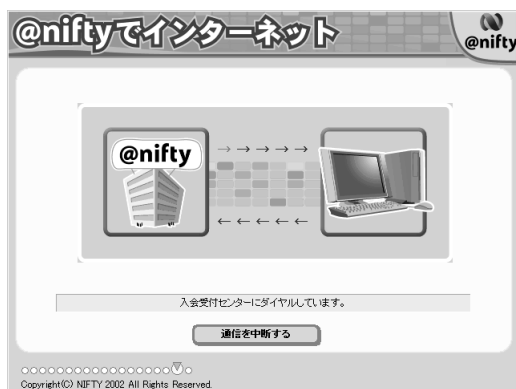 @niftyでインターネット
@nifty
@nifty
入会受付センターにダイヤルしています。
通信を中断する
Copyright(C) NIFTY 2002 All Rights Reserved.